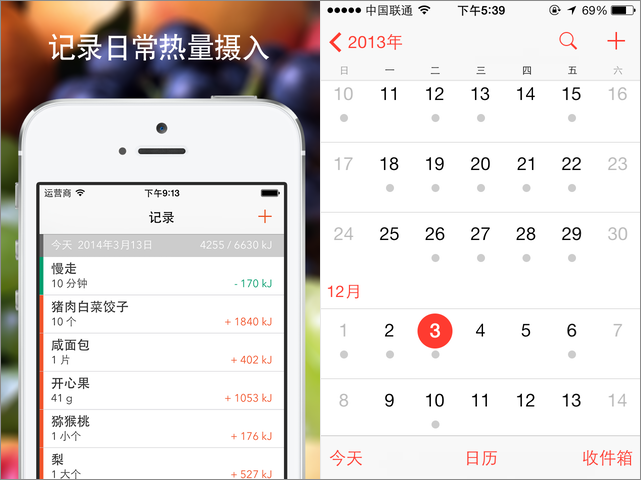 记录日常热量摄入
运营商 下午9:13
记录 +
今天 2014年3月13日 4255 / 6630 kJ
慢走
10 分钟 - 170 kJ
猪肉白菜饺子
10 个 + 1840 kJ
咸面包
1 片 + 402 kJ
开心果
41 g + 1053 kJ
猕猴桃
1 小个 + 176 kJ
梨
1 大个 + 527 kJ
中国联通 下午5:39 69%
2013年 +
日 一 二 三 四 五 六
10 11 12 13 14 15 16
17 18 19 20 21 22 23
24 25 26 27 28 29 30
12月
1 2 3 4 5 6 7
8 9 10 11 12 13 14
今天 日历 收件箱